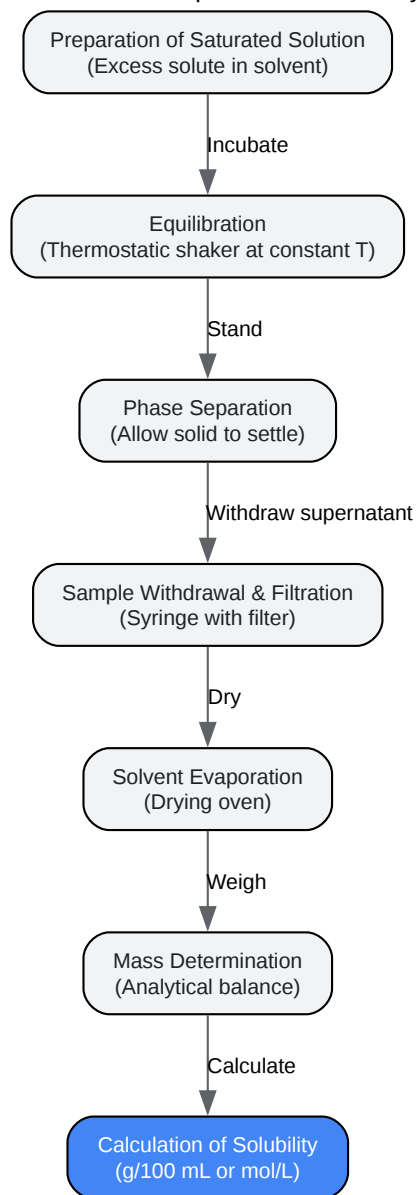 Preparation of Saturated Solution
(Excess solute in solvent)
Incubate
Equilibration
(Thermostatic shaker at constant T)
Stand
Phase Separation
(Allow solid to settle)
Withdraw supernatant
Sample Withdrawal & Filtration
(Syringe with filter)
Dry
Solvent Evaporation
(Drying oven)
Weigh
Mass Determination
(Analytical balance)
Calculate
Calculation of Solubility
(g/100 mL or mol/L)